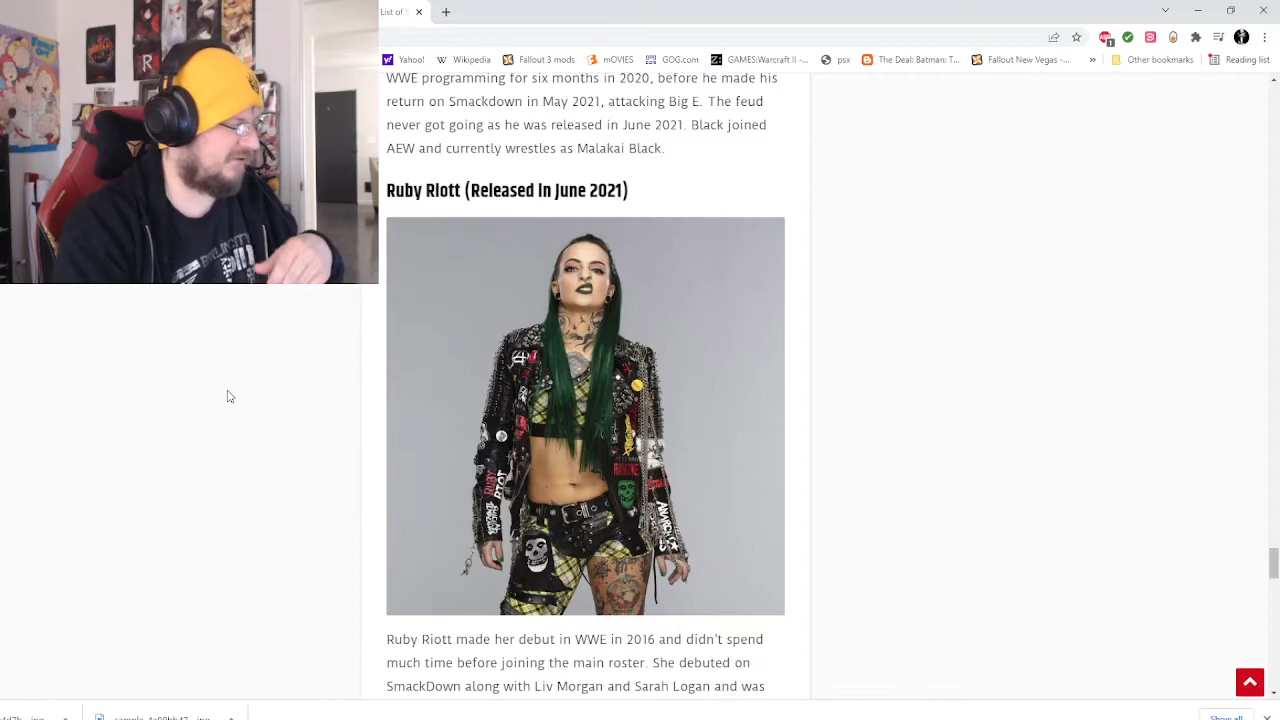 List of S
Yahoo!
Wikipedia
Fallout 3 mods
mOVIES
GOG.com
GAMES:Warcraft II -...
psx
The Deal: Batman: T...
Fallout New Vegas -...
»
Other bookmarks
Reading list
WWE programming for six months in 2020, before he made his
return on Smackdown in May 2021, attacking Big E. The feud
never got going as he was released in June 2021. Black joined
AEW and currently wrestles as Malakai Black.
Ruby Riott (Released In June 2021)
RUBY
RIOT
RAMONES
Ruby Riott made her debut in WWE in 2016 and didn't spend
much time before joining the main roster. She debuted on
SmackDown along with Liv Morgan and Sarah Logan and was
Show all